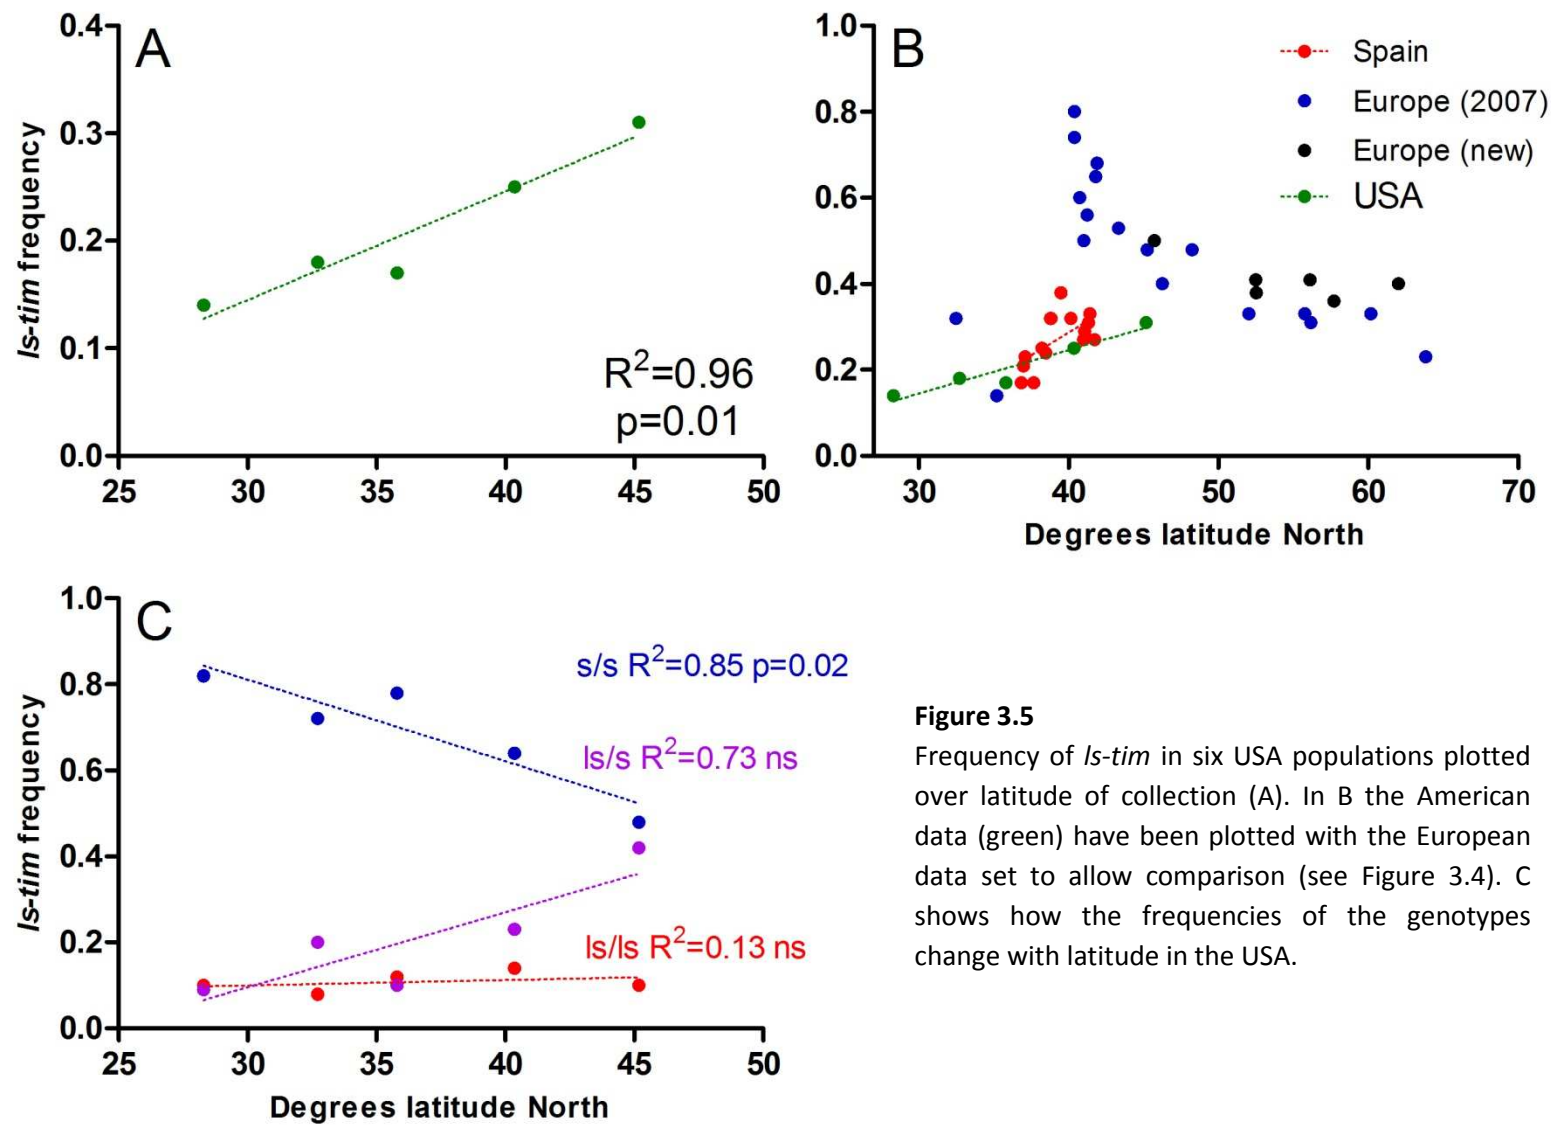 A
0.4
0.3
0.2
0.1
0.0
ls-tim frequency
25 30 35 40 45 50
R²=0.96
p=0.01
B
1.0
0.8
0.6
0.4
0.2
0.0
30 40 50 60 70
Degrees latitude North
Spain
Europe (2007)
Europe (new)
USA
C
1.0
0.8
0.6
0.4
0.2
0.0
ls-tim frequency
25 30 35 40 45 50
Degrees latitude North
s/s R²=0.85 p=0.02
ls/s R²=0.73 ns
ls/ls R²=0.13 ns
Figure 3.5
Frequency of ls-tim in six USA populations plotted
over latitude of collection (A). In B the American
data (green) have been plotted with the European
data set to allow comparison (see Figure 3.4). C
shows how the frequencies of the genotypes
change with latitude in the USA.